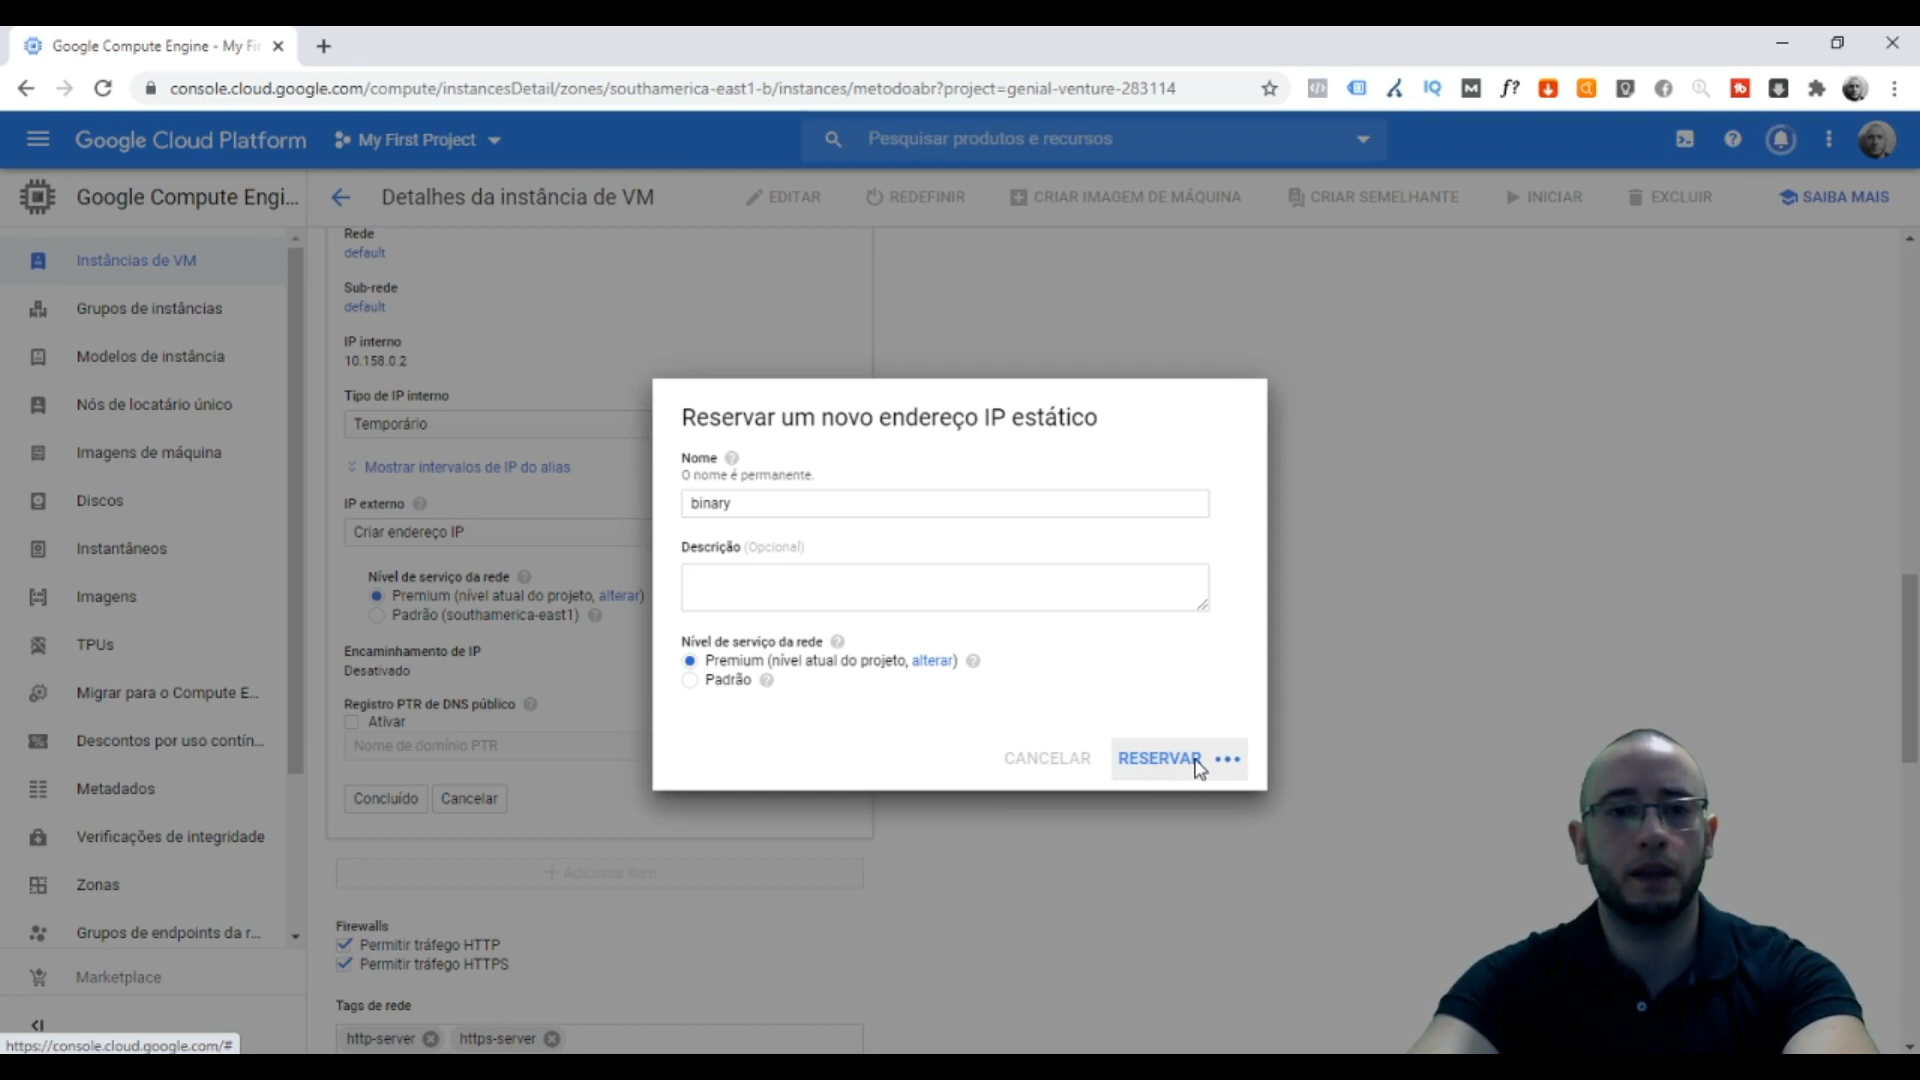 Google Compute Engine - My Fir
console.cloud.google.com/compute/instancesDetail/zones/southamerica-east1-b/instances/metodoabr?project=genial-venture-283114
Google Cloud Platform
My First Project
Pesquisar produtos e recursos
Google Compute Engi...
Detalhes da instância de VM
EDITAR
REDEFINIR
CRIAR IMAGEM DE MÁQUINA
CRIAR SEMELHANTE
INICIAR
EXCLUIR
SAIBA MAIS
Instâncias de VM
Grupos de instâncias
Modelos de instância
Nós de locatário único
Imagens de máquina
Discos
Instantâneos
Imagens
TPUs
Migrar para o Compute E...
Descontos por uso contín...
Metadados
Verificações de integridade
Zonas
Grupos de endpoints da r...
Marketplace
https://console.cloud.google.com/#
Rede
default
Sub-rede
default
IP interno
10.158.0.2
Tipo de IP interno
Temporário
Mostrar intervalos de IP do alias
IP externo
Criar endereço IP
Nível de serviço da rede
Premium (nível atual do projeto, alterar)
Padrão (southamerica-east1)
Encaminhamento de IP
Desativado
Registro PTR de DNS público
Ativar
Nome de domínio PTR
Concluído
Cancelar
+ Adicionar item
Firewalls
Permitir tráfego HTTP
Permitir tráfego HTTPS
Tags de rede
http-server
https-server
Reservar um novo endereço IP estático
Nome
O nome é permanente.
binary
Descrição (Opcional)
Nível de serviço da rede
Premium (nível atual do projeto, alterar)
Padrão
CANCELAR
RESERVAR